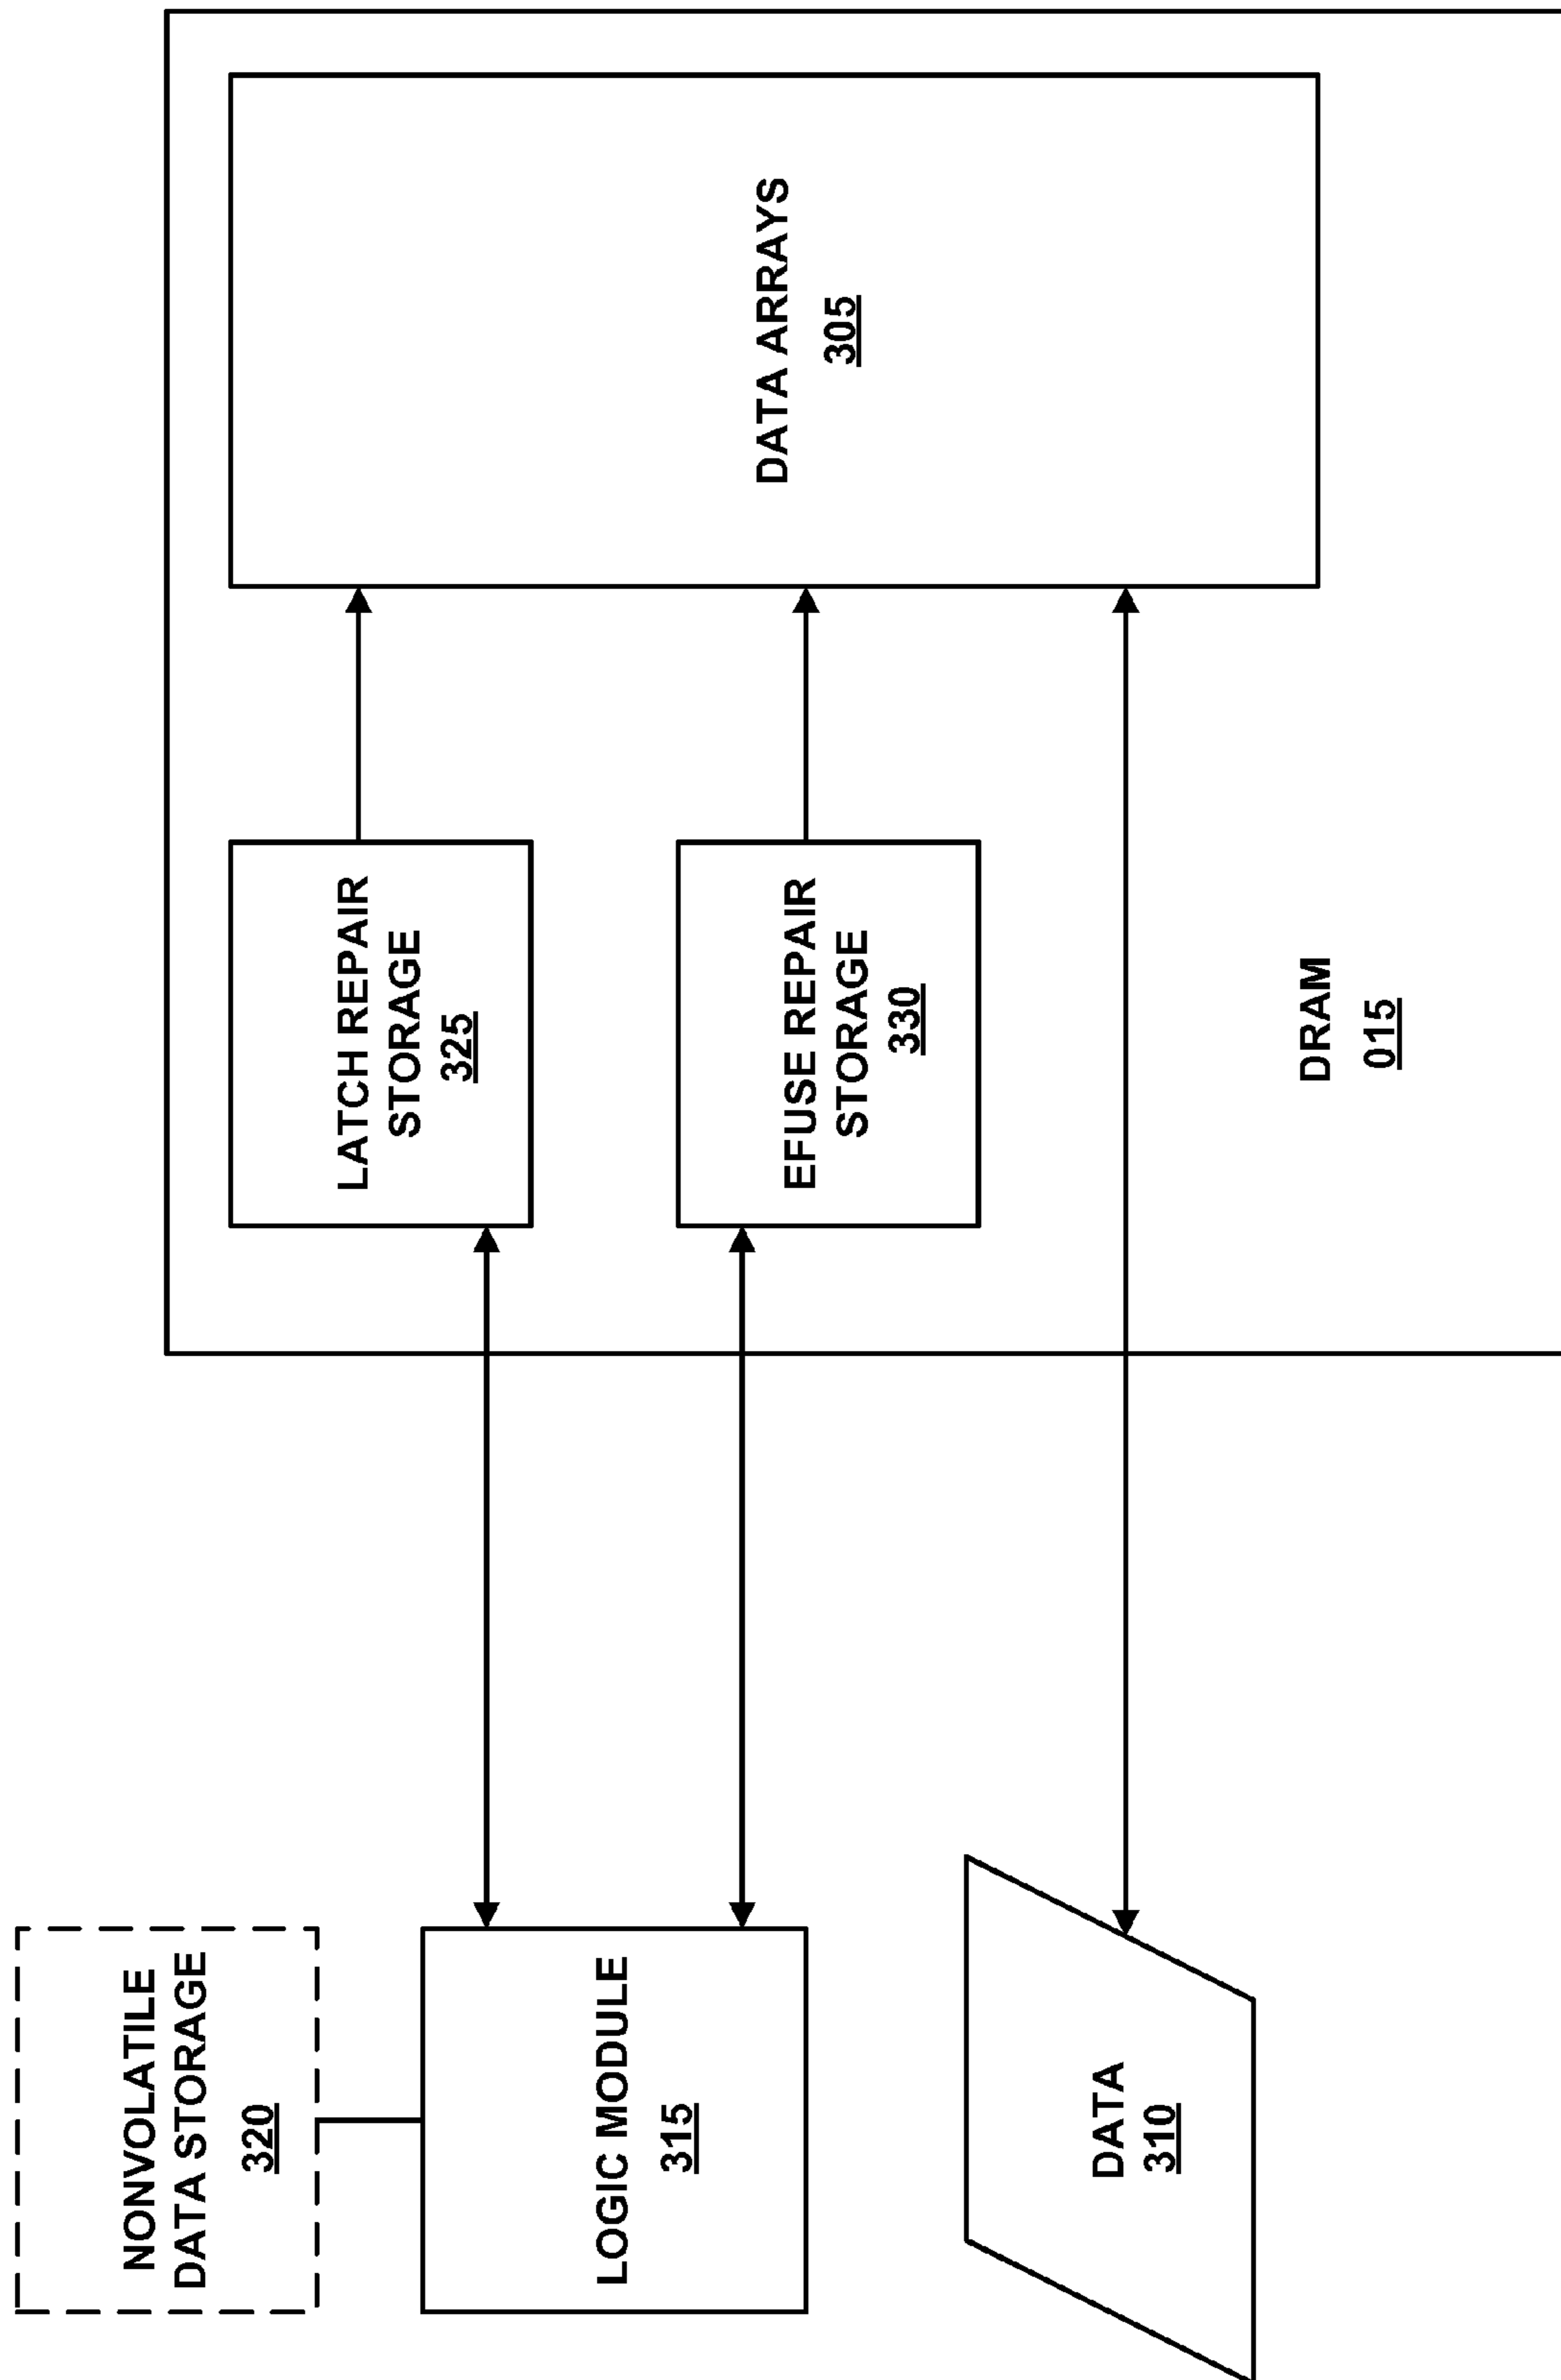 NONVOLATILE
DATA STORAGE
320
LOGIC MODULE
315
DATA
310
LATCH REPAIR
STORAGE
325
EFUSE REPAIR
STORAGE
330
DRAM
015
DATA ARRAYS
305